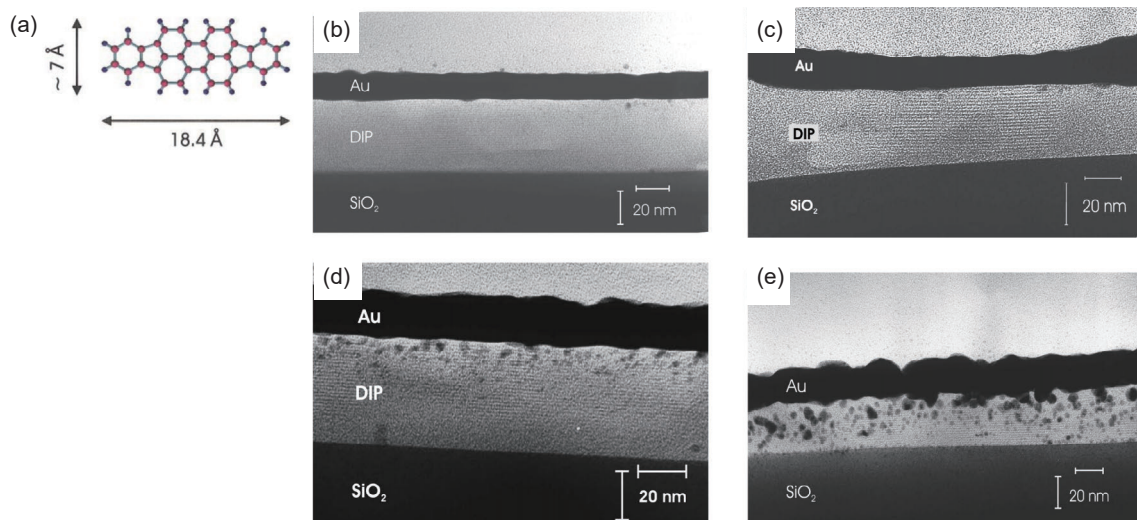 (a)
~ 7 Å
18.4 Å
(b)
Au
DIP
SiO₂
20 nm
(c)
Au
DIP
SiO₂
20 nm
(d)
Au
DIP
SiO₂
20 nm
(e)
Au
SiO₂
20 nm